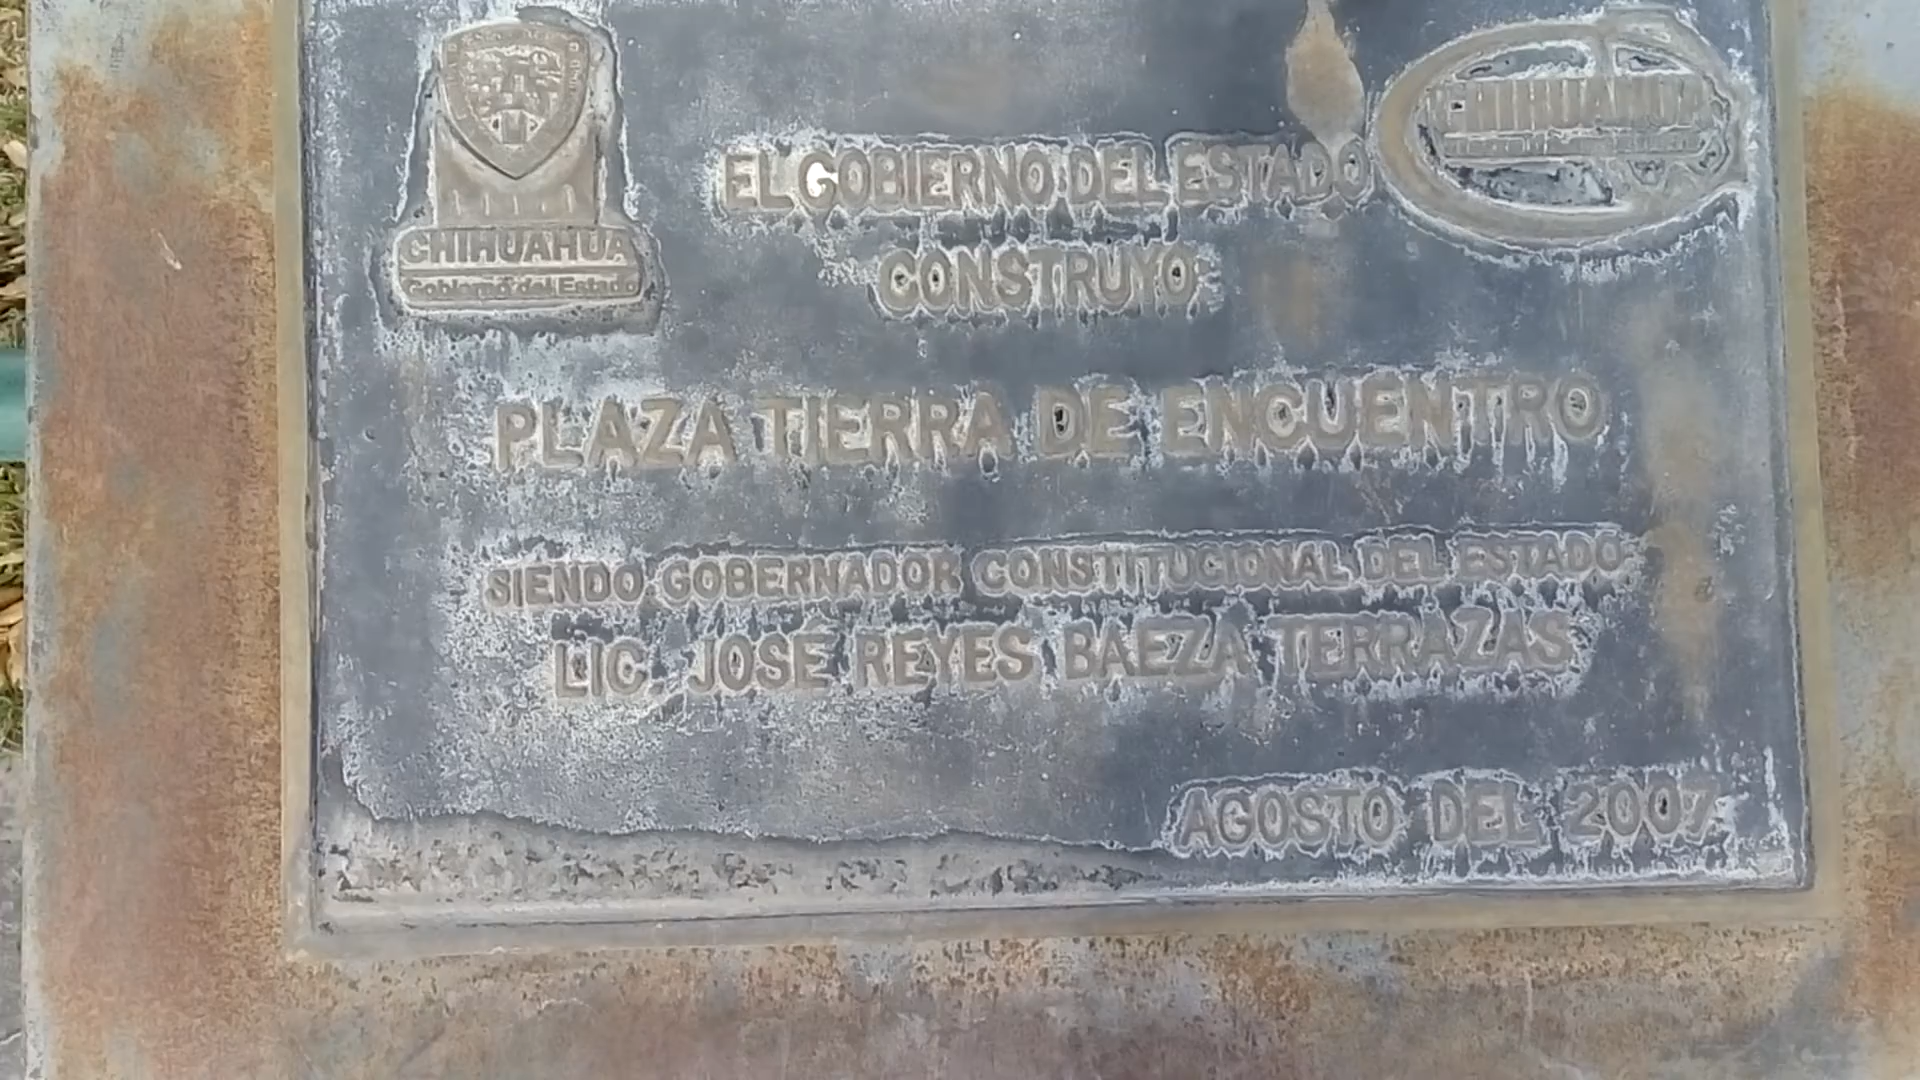 CHIHUAHUA
Gobierno del Estado
CHIHUAHUA
EL GOBIERNO DEL ESTADO
CONSTRUYO
PLAZA TIERRA DE ENCUENTRO
SIENDO GOBERNADOR CONSTITUCIONAL DEL ESTADO
LIC. JOSÉ REYES BAEZA TERRAZAS
AGOSTO DEL 2007